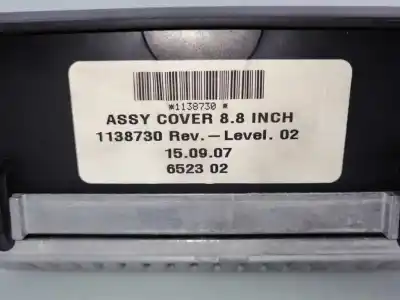 *1138730 *
ASSY COVER 8.8 INCH
1138730 Rev.-Level. 02
15.09.07
6523 02